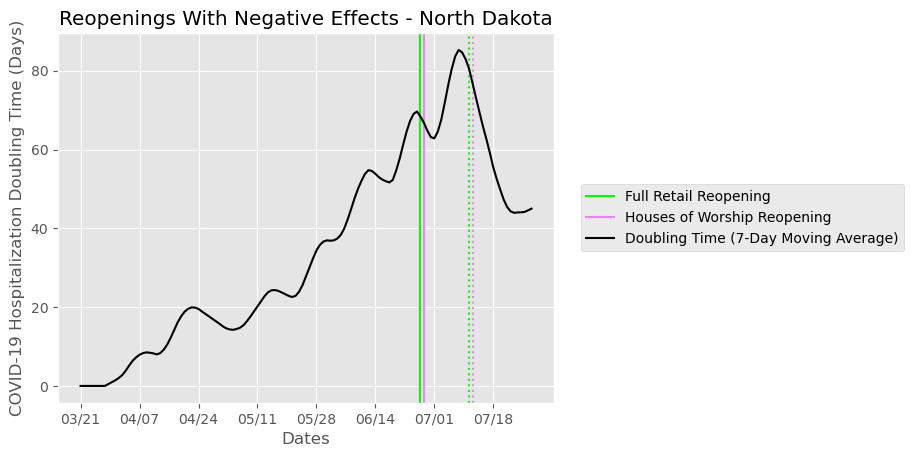 Reopenings With Negative Effects - North Dakota
COVID-19 Hospitalization Doubling Time (Days)
80
60
40
20
0
03/21 04/07 04/24 05/11 05/28 06/14 07/01 07/18
Dates
Full Retail Reopening
Houses of Worship Reopening
Doubling Time (7-Day Moving Average)